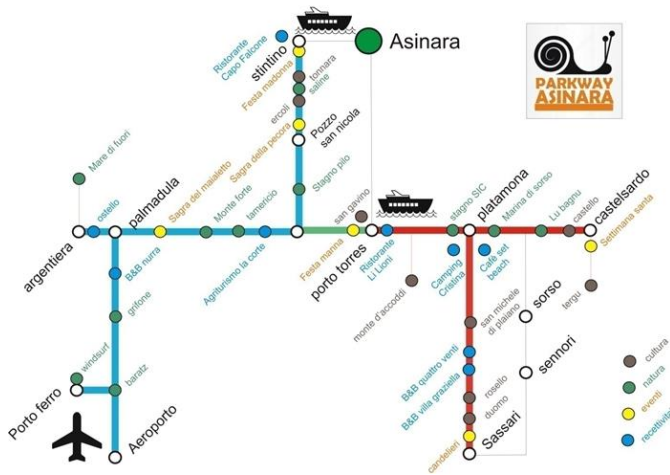 Ristorante
Capo Falcone
stintino
Asinara
PARKWAY
ASINARA
Festa madonna
tonnara
saline
ercoli
Sagra della pecora
Pozzo
san nicola
Mare di fuori
ostello
palmadula
Sagra del maialetto
Monte forte
tamericio
Stagno pilo
san gavino
stagno SIC
platamona
Marina di sorso
Lu bagnu
castello
castelsardo
Settimana santa
argentiera
B&B nurra
Agriturismo la corte
Festa manna
porto torres
Ristorante
Li Lioni
monte d'accoddi
Camping
Cristina
Cafè set
beach
tergu
grifone
san michele
di plaiano
sorso
windsurf
baratz
Porto ferro
Aeroporto
B&B quattro venti
B&B villa graziella
rosello
duomo
sennori
candelieri
Sassari
cultura
natura
eventi
recettività